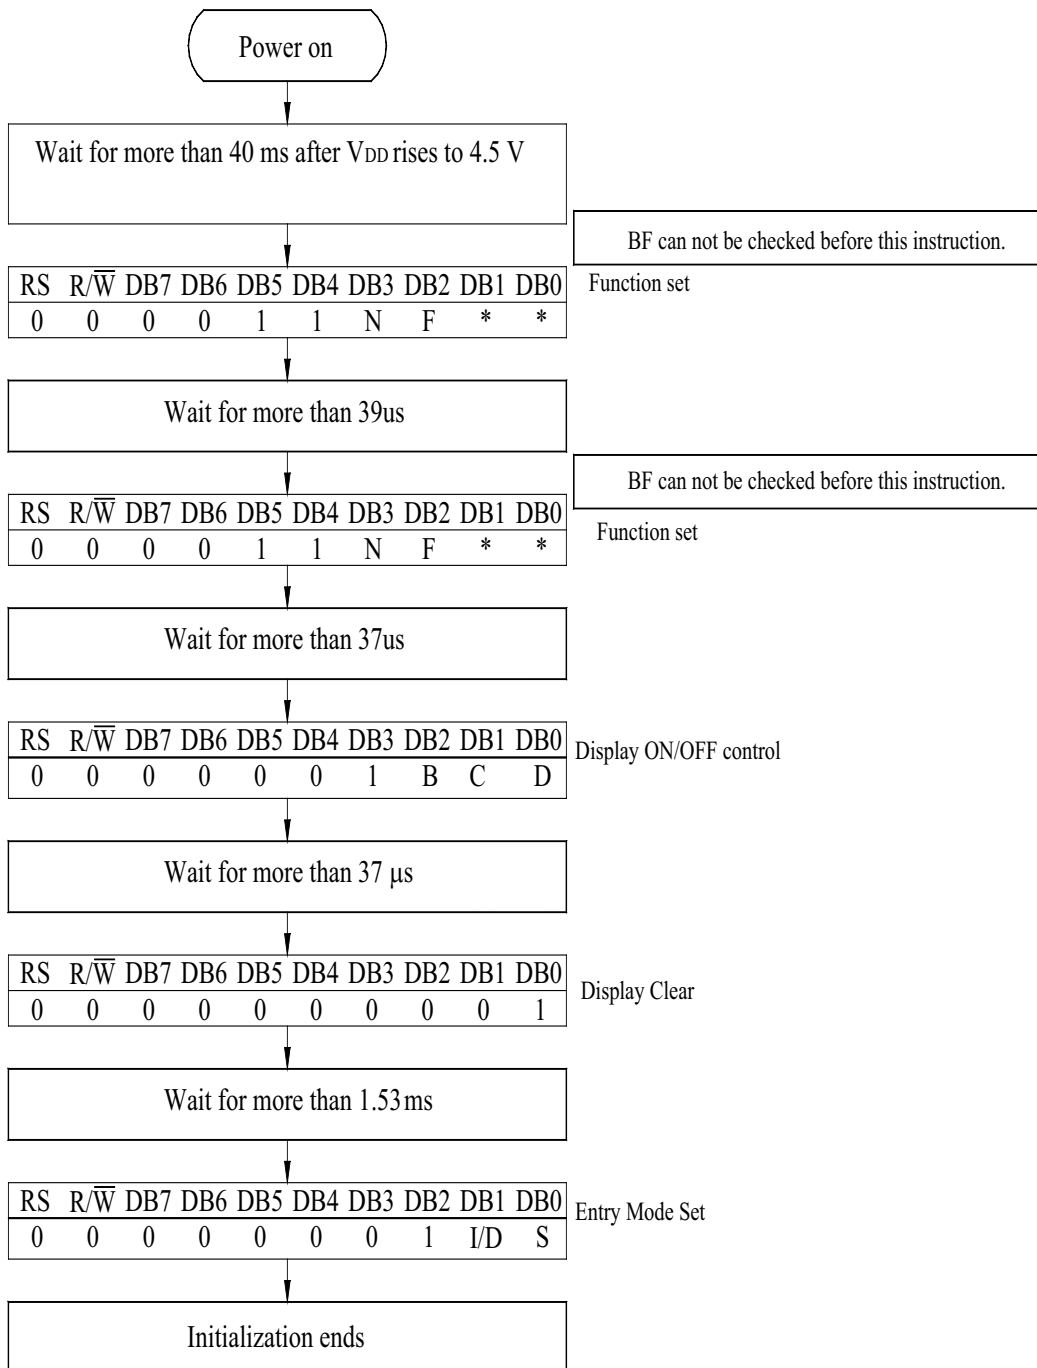 Power on
Wait for more than 40 ms after VDD rises to 4.5 V
BF can not be checked before this instruction.
RS R/W̅ DB7 DB6 DB5 DB4 DB3 DB2 DB1 DB0
Function set
0 0 0 0 1 1 N F * *
Wait for more than 39us
BF can not be checked before this instruction.
RS R/W̅ DB7 DB6 DB5 DB4 DB3 DB2 DB1 DB0
Function set
0 0 0 0 1 1 N F * *
Wait for more than 37us
RS R/W̅ DB7 DB6 DB5 DB4 DB3 DB2 DB1 DB0
Display ON/OFF control
0 0 0 0 0 0 1 B C D
Wait for more than 37 μs
RS R/W̅ DB7 DB6 DB5 DB4 DB3 DB2 DB1 DB0
Display Clear
0 0 0 0 0 0 0 0 0 1
Wait for more than 1.53ms
RS R/W̅ DB7 DB6 DB5 DB4 DB3 DB2 DB1 DB0
Entry Mode Set
0 0 0 0 0 0 0 1 I/D S
Initialization ends